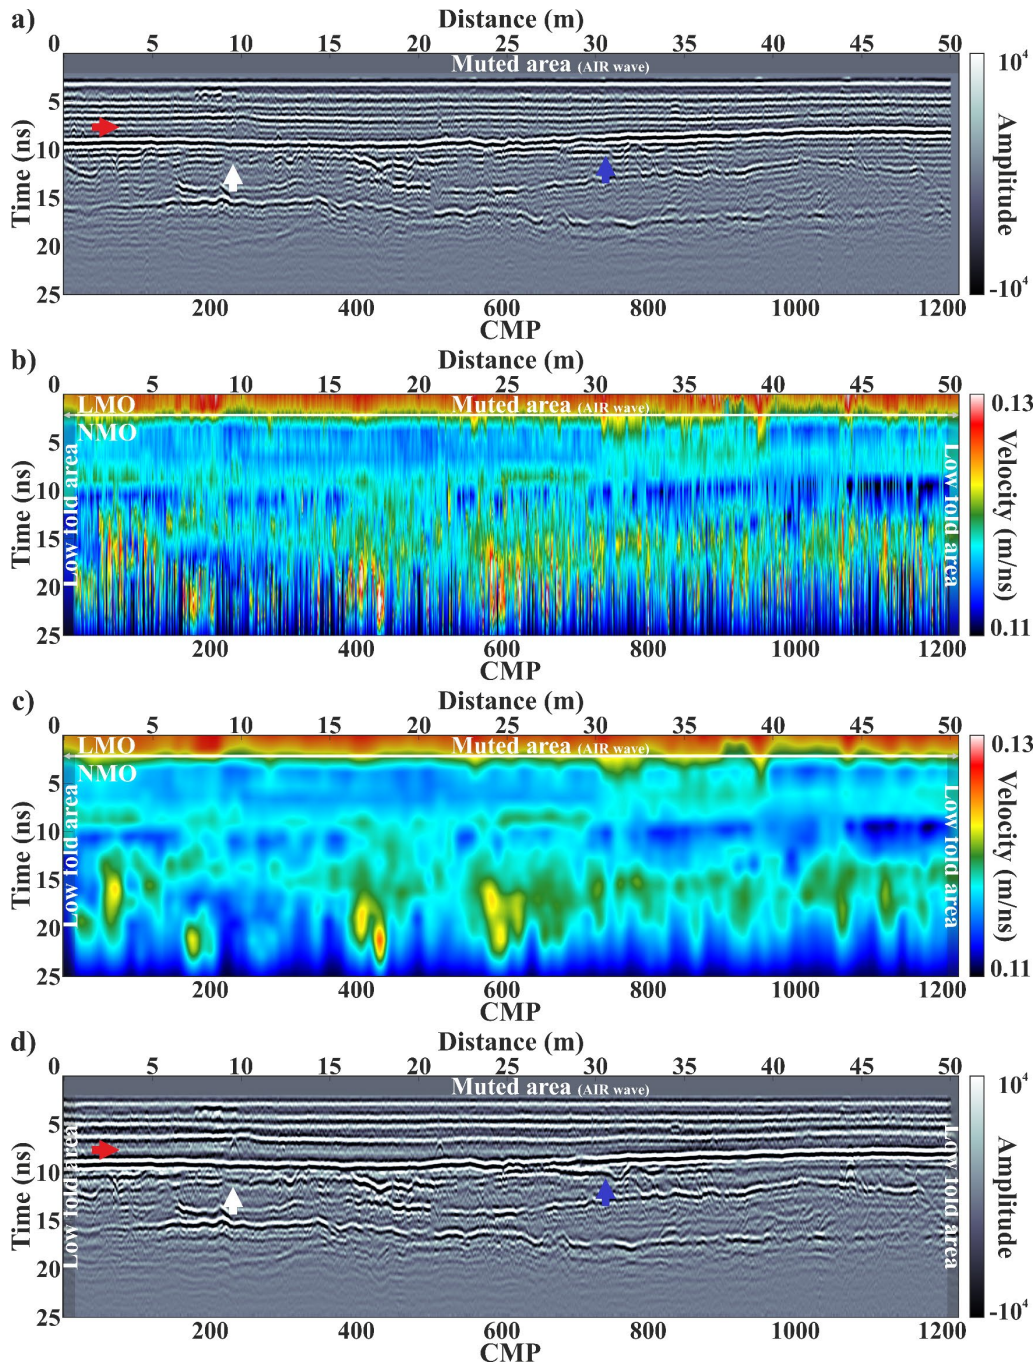 a)
Distance (m)
0 5 10 15 20 25 30 35 40 45 50
Muted area (AIR wave)
Time (ns)
5
10
15
20
25
200 400 600 800 1000 1200
CMP
10⁴
Amplitude
-10⁴
b)
Distance (m)
0 5 10 15 20 25 30 35 40 45 50
LMO
Muted area (AIR wave)
NMO
Low fold area
Low fold area
Time (ns)
5
10
15
20
25
200 400 600 800 1000 1200
CMP
0.13
Velocity (m/ns)
0.11
c)
Distance (m)
0 5 10 15 20 25 30 35 40 45 50
LMO
Muted area (AIR wave)
NMO
Low fold area
Low fold area
Time (ns)
5
10
15
20
25
200 400 600 800 1000 1200
CMP
0.13
Velocity (m/ns)
0.11
d)
Distance (m)
0 5 10 15 20 25 30 35 40 45 50
Muted area (AIR wave)
Low fold area
Low fold area
Time (ns)
5
10
15
20
25
200 400 600 800 1000 1200
CMP
10⁴
Amplitude
-10⁴